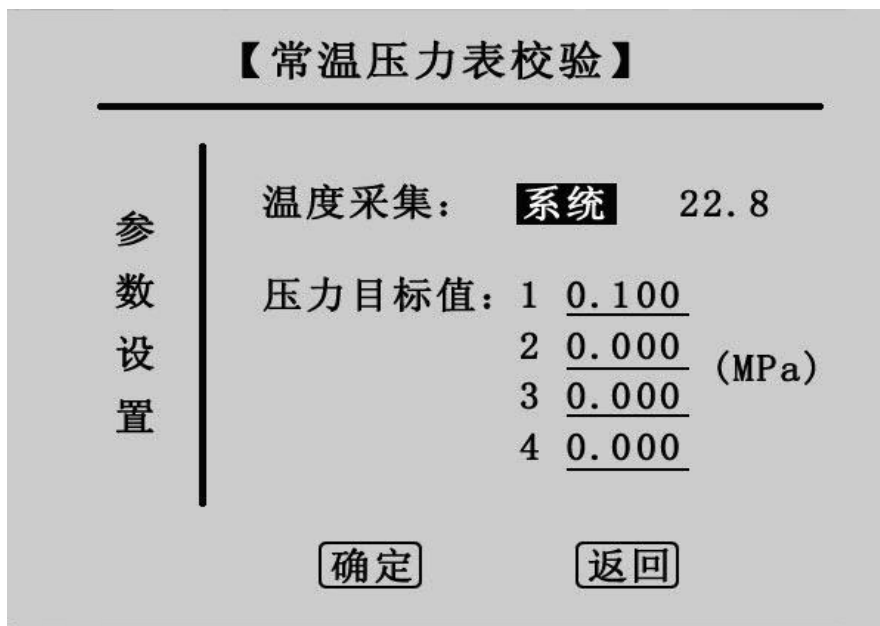 【常温压力表校验】
参数设置
温度采集： 系统 22.8
压力目标值：1 0.100
2 0.000
(MPa)
3 0.000
4 0.000
确定 返回